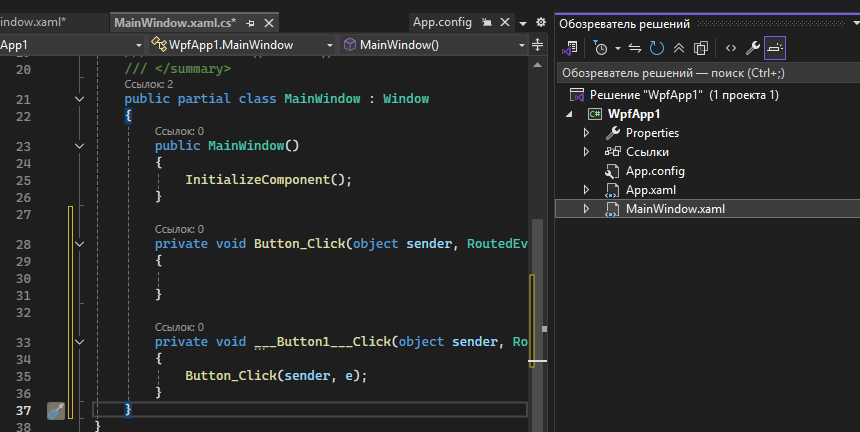 indow.xaml*
MainWindow.xaml.cs*
App.config
App1
WpfApp1.MainWindow
MainWindow()
20 /// </summary>
Ссылок: 2
21 public partial class MainWindow : Window
22 {
Ссылок: 0
23 public MainWindow()
24 {
25 InitializeComponent();
26 }
27
Ссылок: 0
28 private void Button_Click(object sender, RoutedEv
29 {
30
31 }
32
Ссылок: 0
33 private void ___Button1___Click(object sender, Ro
34 {
35 Button_Click(sender, e);
36 }
37 }
38 }
Обозреватель решений
Обозреватель решений — поиск (Ctrl+;)
Решение "WpfApp1" (1 проекта 1)
C# WpfApp1
Properties
Ссылки
App.config
App.xaml
MainWindow.xaml